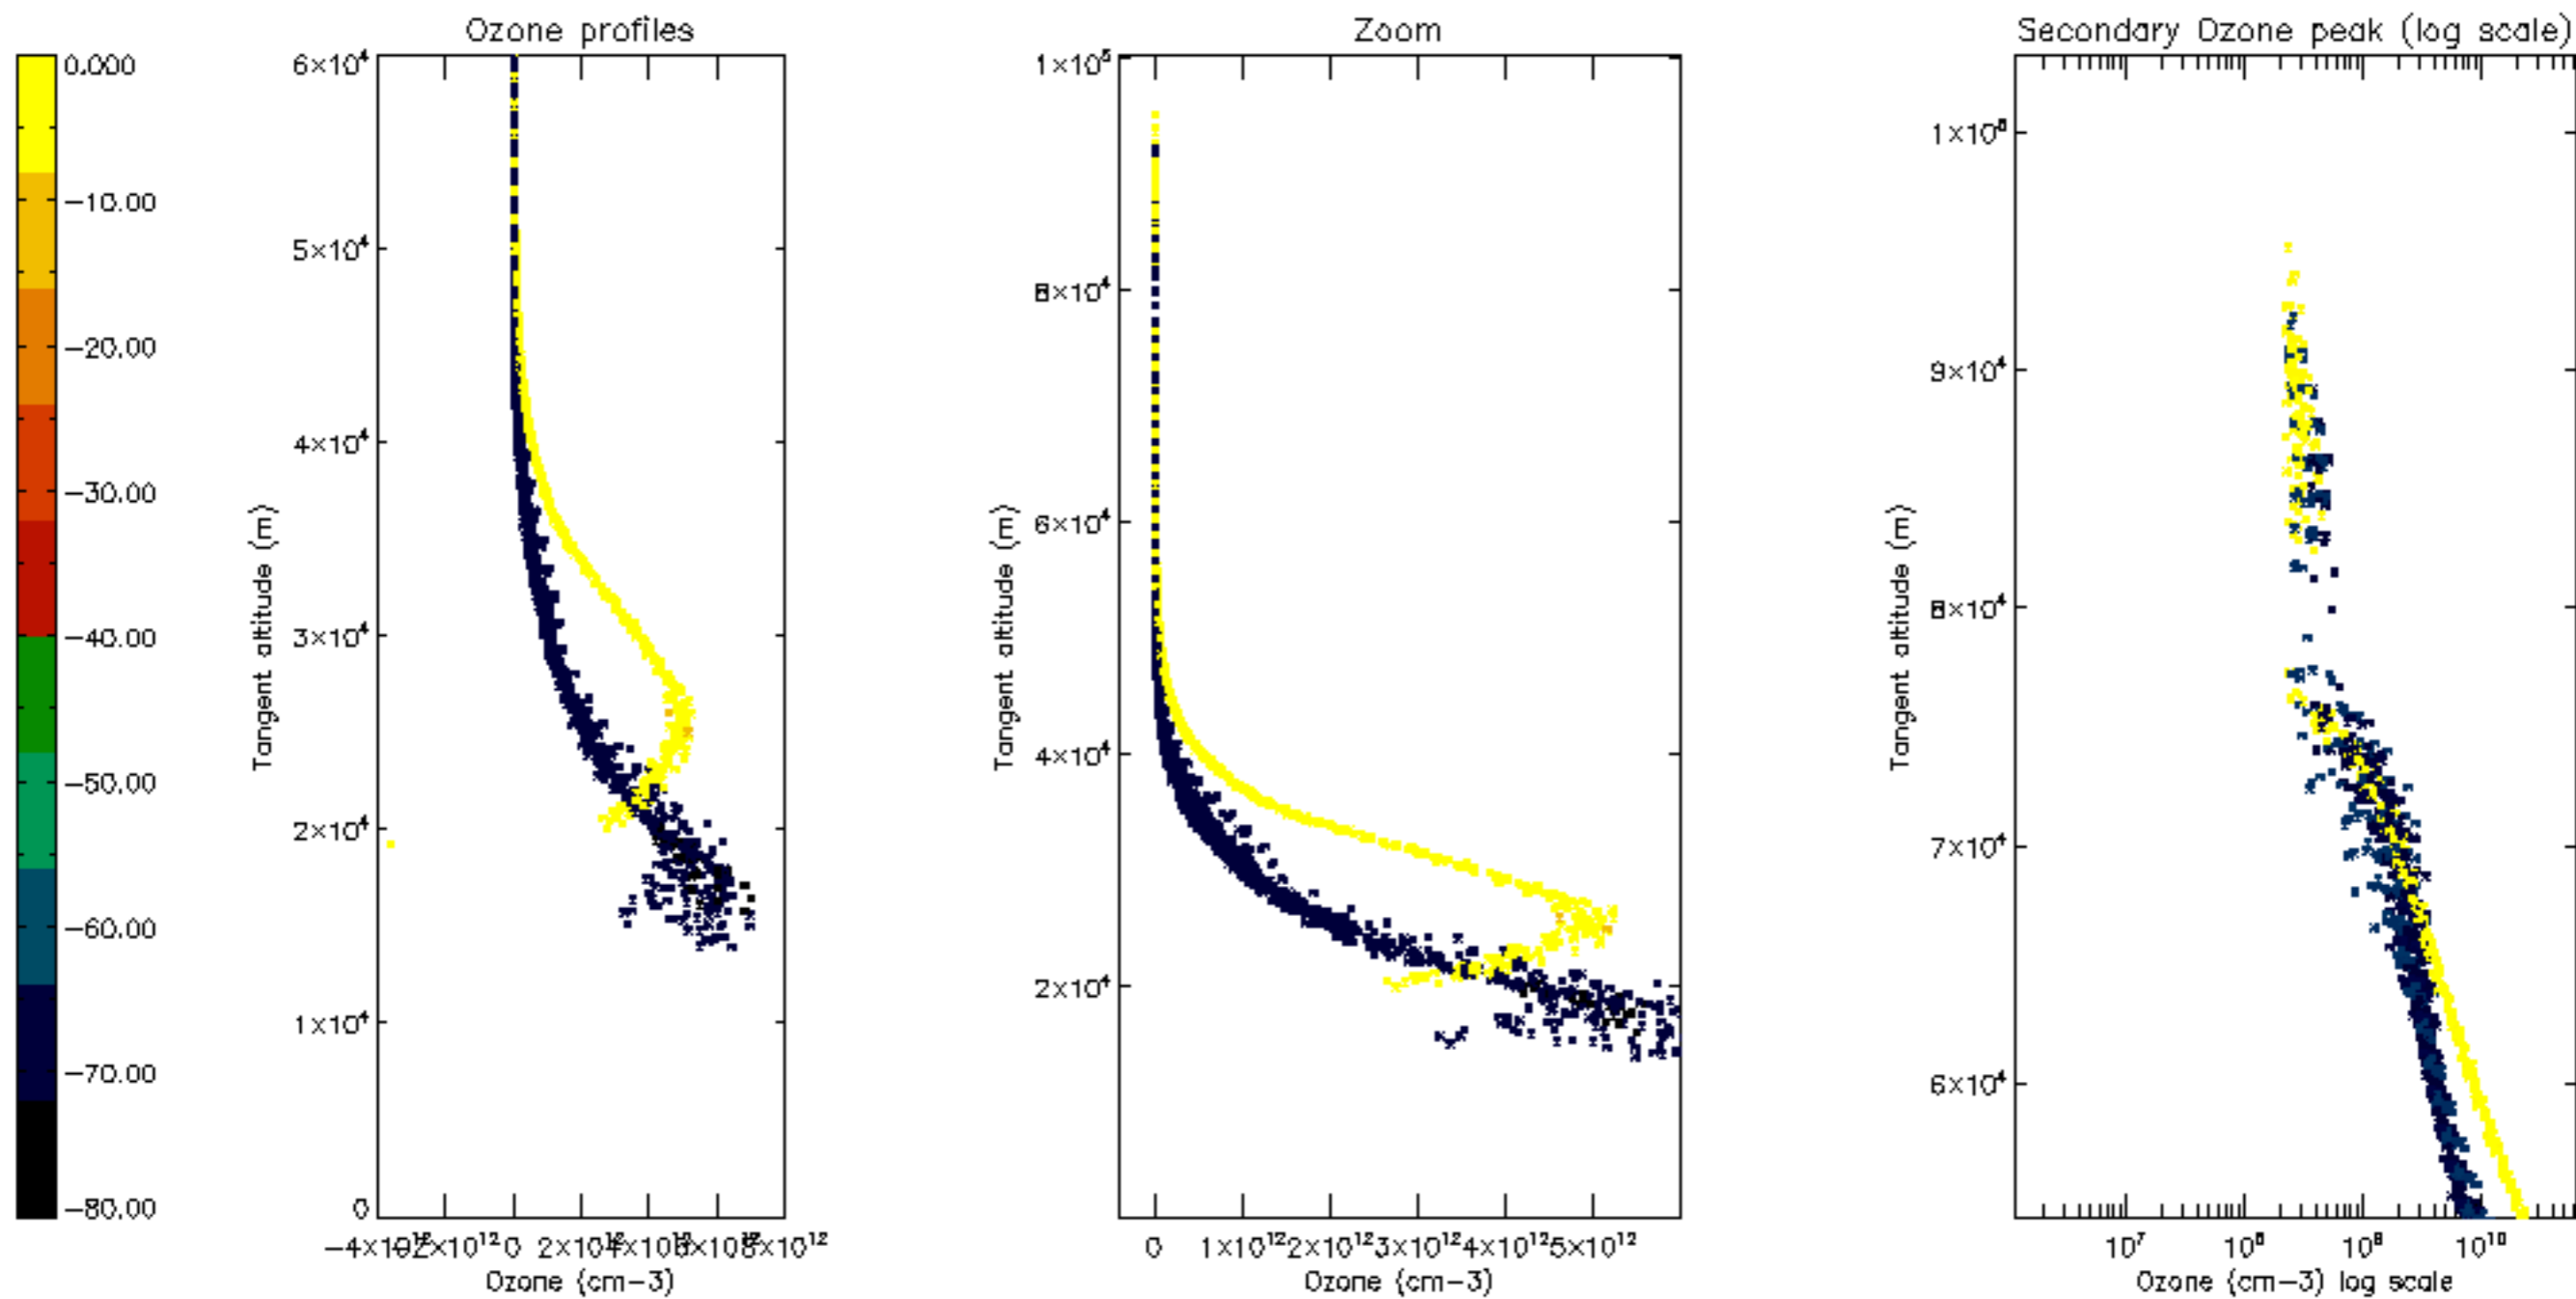 Ozone profiles
Zoom
Secondary Ozone peak (log scale)
0.000
−10.00
−20.00
−30.00
−40.00
−50.00
−60.00
−70.00
−80.00
Tangent altitude (m)
6×10⁴
5×10⁴
4×10⁴
3×10⁴
2×10⁴
1×10⁴
0
0
Ozone (cm−3)
Tangent altitude (m)
1×10⁵
8×10⁴
6×10⁴
4×10⁴
2×10⁴
0 1×10¹² 2×10¹² 3×10¹² 4×10¹² 5×10¹²
Ozone (cm−3)
Tangent altitude (m)
9×10⁴
8×10⁴
7×10⁴
6×10⁴
10⁷ 10⁸ 10⁹ 10¹⁰
Ozone (cm−3) log scale